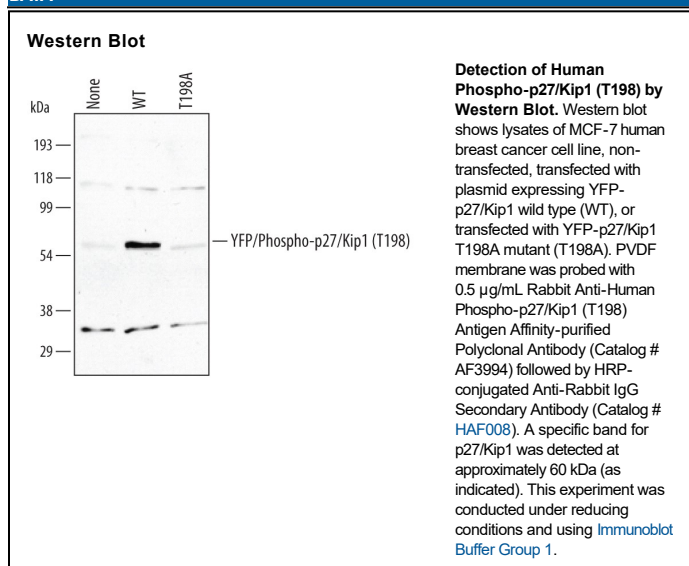 Western Blot
kDa
None
WT
T198A
193
118
99
54
38
29
YFP/Phospho-p27/Kip1 (T198)
Detection of Human
Phospho-p27/Kip1 (T198) by
Western Blot. Western blot
shows lysates of MCF-7 human
breast cancer cell line, non-
transfected, transfected with
plasmid expressing YFP-
p27/Kip1 wild type (WT), or
transfected with YFP-p27/Kip1
T198A mutant (T198A). PVDF
membrane was probed with
0.5 µg/mL Rabbit Anti-Human
Phospho-p27/Kip1 (T198)
Antigen Affinity-purified
Polyclonal Antibody (Catalog #
AF3994) followed by HRP-
conjugated Anti-Rabbit IgG
Secondary Antibody (Catalog #
HAF008). A specific band for
p27/Kip1 was detected at
approximately 60 kDa (as
indicated). This experiment was
conducted under reducing
conditions and using Immunoblot
Buffer Group 1.